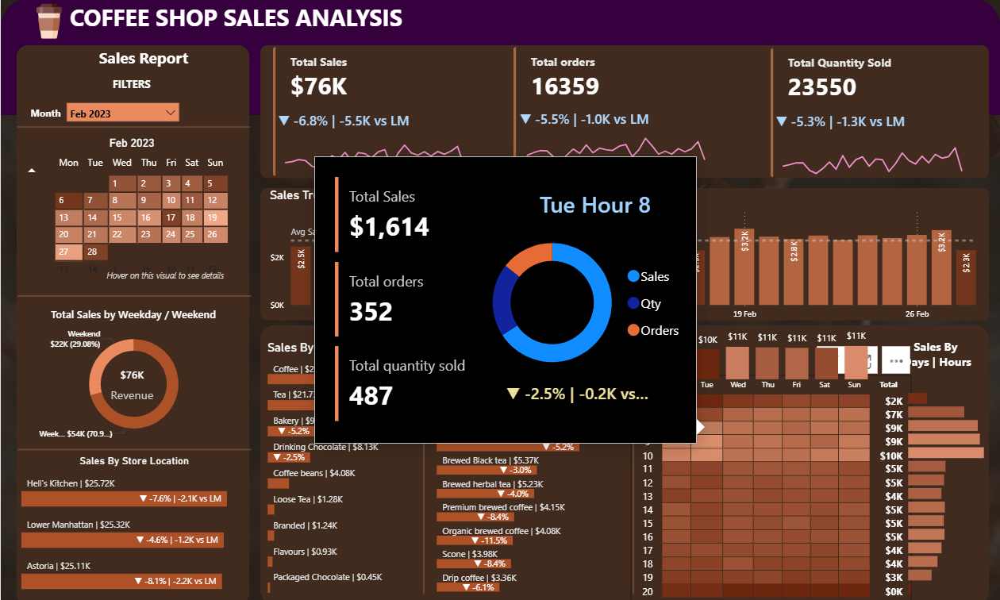 COFFEE SHOP SALES ANALYSIS
Sales Report
FILTERS
Month Feb 2023
Feb 2023
Mon Tue Wed Thu Fri Sat Sun
1 2 3 4 5
6 7 8 9 10 11 12
13 14 15 16 17 18 19
20 21 22 23 24 25 26
27 28
Hover on this visual to see details
Total Sales by Weekday / Weekend
Weekend
$22K (29.08%)
$76K
Revenue
Week... $54K (70.9...)
Sales By Store Location
Hell's Kitchen | $25.72K
▼ -7.6% | -2.1K vs LM
Lower Manhattan | $25.32K
▼ -4.6% | -1.2K vs LM
Astoria | $25.11K
▼ -8.1% | -2.2K vs LM
Total Sales
$76K
▼ -6.8% | -5.5K vs LM
Total orders
16359
▼ -5.5% | -1.0K vs LM
Total Quantity Sold
23550
▼ -5.3% | -1.3K vs LM
Sales Tr
Avg Sa
$2K
$0K
$2.5K
$3.2K
$2.8K
$3.2K
$2.3K
19 Feb
26 Feb
Total Sales
$1,614
Total orders
352
Total quantity sold
487
Tue Hour 8
Sales
Qty
Orders
▼ -2.5% | -0.2K vs...
Sales By
Coffee | $2
Tea | $21.7
Bakery | $9
▼ -5.2%
Drinking Chocolate | $8.13K
▼ -2.5%
Coffee beans | $4.08K
Loose Tea | $1.28K
Branded | $1.24K
Flavours | $0.93K
Packaged Chocolate | $0.45K
▼ -5.2%
Brewed Black tea | $5.37K
▼ -3.0%
Brewed herbal tea | $5.23K
▼ -4.0%
Premium brewed coffee | $4.15K
▼ -8.4%
Organic brewed coffee | $4.08K
▼ -11.5%
Scone | $3.98K
▼ -8.4%
Drip coffee | $3.36K
▼ -6.1%
Sales By
Days | Hours
$10K $11K $11K $11K $11K $11K
Tue Wed Thu Fri Sat Sun Total
$2K
$7K
$9K
$9K
10 $10K
11 $5K
12 $5K
13 $4K
14 $5K
15 $5K
16 $5K
17 $4K
18 $4K
19 $3K
20 $0K